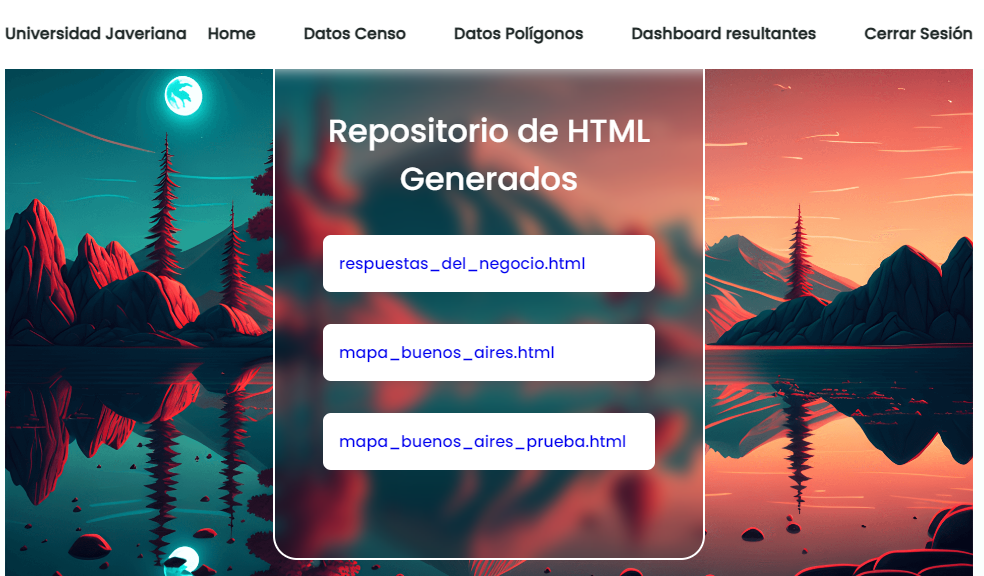 Universidad Javeriana Home Datos Censo Datos Polígonos Dashboard resultantes Cerrar Sesión
Repositorio de HTML
Generados
respuestas_del_negocio.html
mapa_buenos_aires.html
mapa_buenos_aires_prueba.html